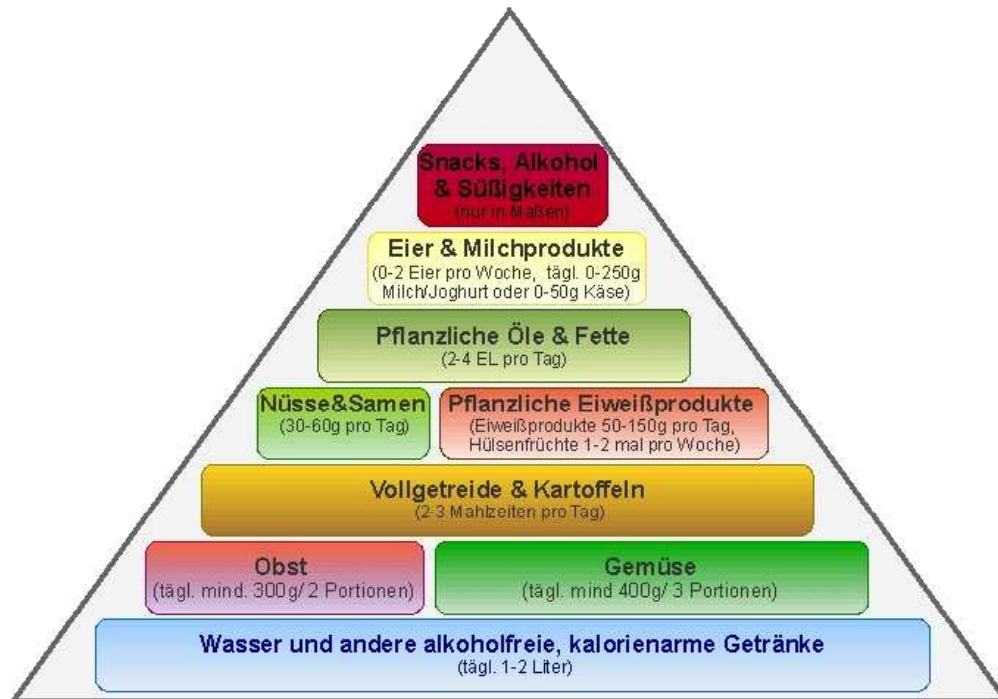 Snacks, Alkohol
& Süßigkeiten
(nur in Maßen)
Eier & Milchprodukte
(0-2 Eier pro Woche, tägl. 0-250g
Milch/Joghurt oder 0-50g Käse)
Pflanzliche Öle & Fette
(2-4 EL pro Tag)
Nüsse&Samen
(30-60g pro Tag)
Pflanzliche Eiweißprodukte
(Eiweißprodukte 50-150g pro Tag,
Hülsenfrüchte 1-2 mal pro Woche)
Vollgetreide & Kartoffeln
(2-3 Mahlzeiten pro Tag)
Obst
(tägl. mind. 300g/ 2 Portionen)
Gemüse
(tägl. mind 400g/ 3 Portionen)
Wasser und andere alkoholfreie, kalorienarme Getränke
(tägl. 1-2 Liter)